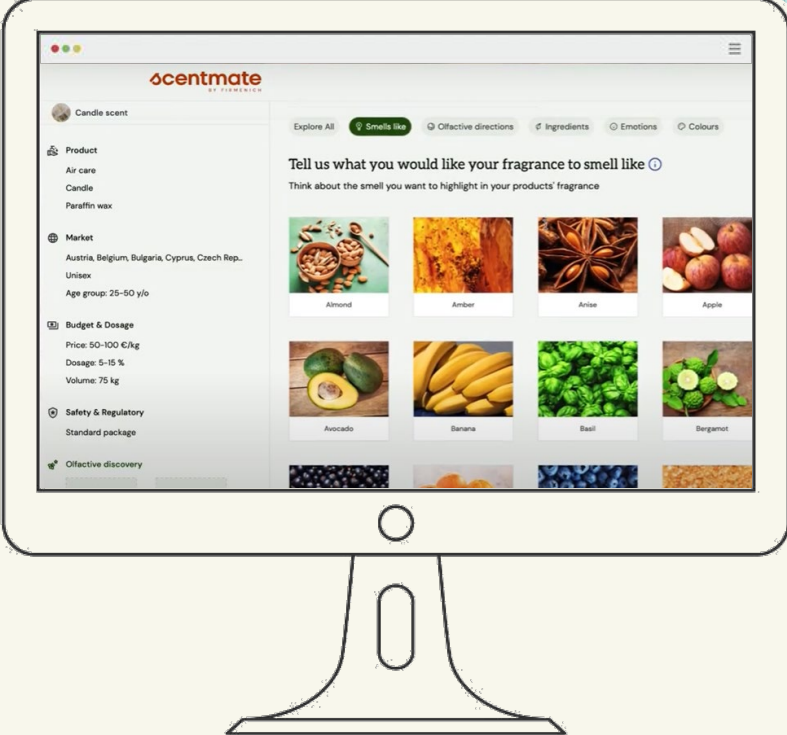 scentmate
BY FIRMENICH
Candle scent
Explore All
Smells like
Olfactive directions
Ingredients
Emotions
Colours
Product
Air care
Candle
Paraffin wax
Market
Austria, Belgium, Bulgaria, Cyprus, Czech Rep...
Unisex
Age group: 25-50 y/o
Budget & Dosage
Price: 50-100 €/kg
Dosage: 5-15 %
Volume: 75 kg
Safety & Regulatory
Standard package
Olfactive discovery
Tell us what you would like your fragrance to smell like
Think about the smell you want to highlight in your products' fragrance
Almond
Amber
Anise
Apple
Avocado
Banana
Basil
Bergamot